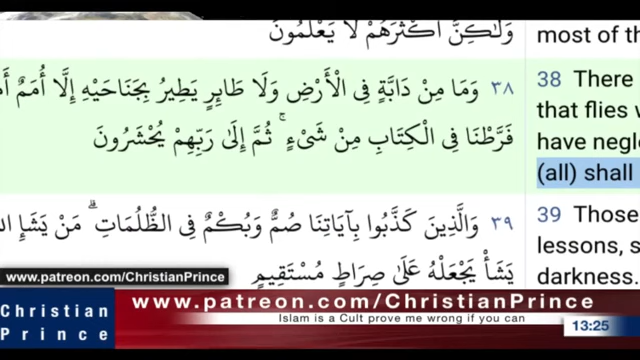 وَلَٰكِنَّ أَكْثَرَهُمْ لَا يَعْلَمُونَ
most of th
٣٨ وَمَا مِنْ دَابَّةٍ فِي الْأَرْضِ وَلَا طَائِرٍ يَطِيرُ بِجَنَاحَيْهِ إِلَّا أُمَمٌ أَم
فَرَّطْنَا فِي الْكِتَابِ مِنْ شَيْءٍ ۚ ثُمَّ إِلَىٰ رَبِّهِمْ يُحْشَرُونَ
38 There
that flies w
have negle
(all) shall
٣٩ وَالَّذِينَ كَذَّبُوا بِآيَاتِنَا صُمٌّ وَبُكْمٌ فِي الظُّلُمَاتِ ۗ مَنْ يَشَإِ ال
يَشَأْ يَجْعَلْهُ عَلَىٰ صِرَاطٍ مُسْتَقِيمٍ
39 Those
lessons, s
darkness.
www.patreon.com/ChristianPrince
Christian
Prince
www.patreon.com/ChristianPrince
Islam is a Cult prove me wrong if you can
13:25